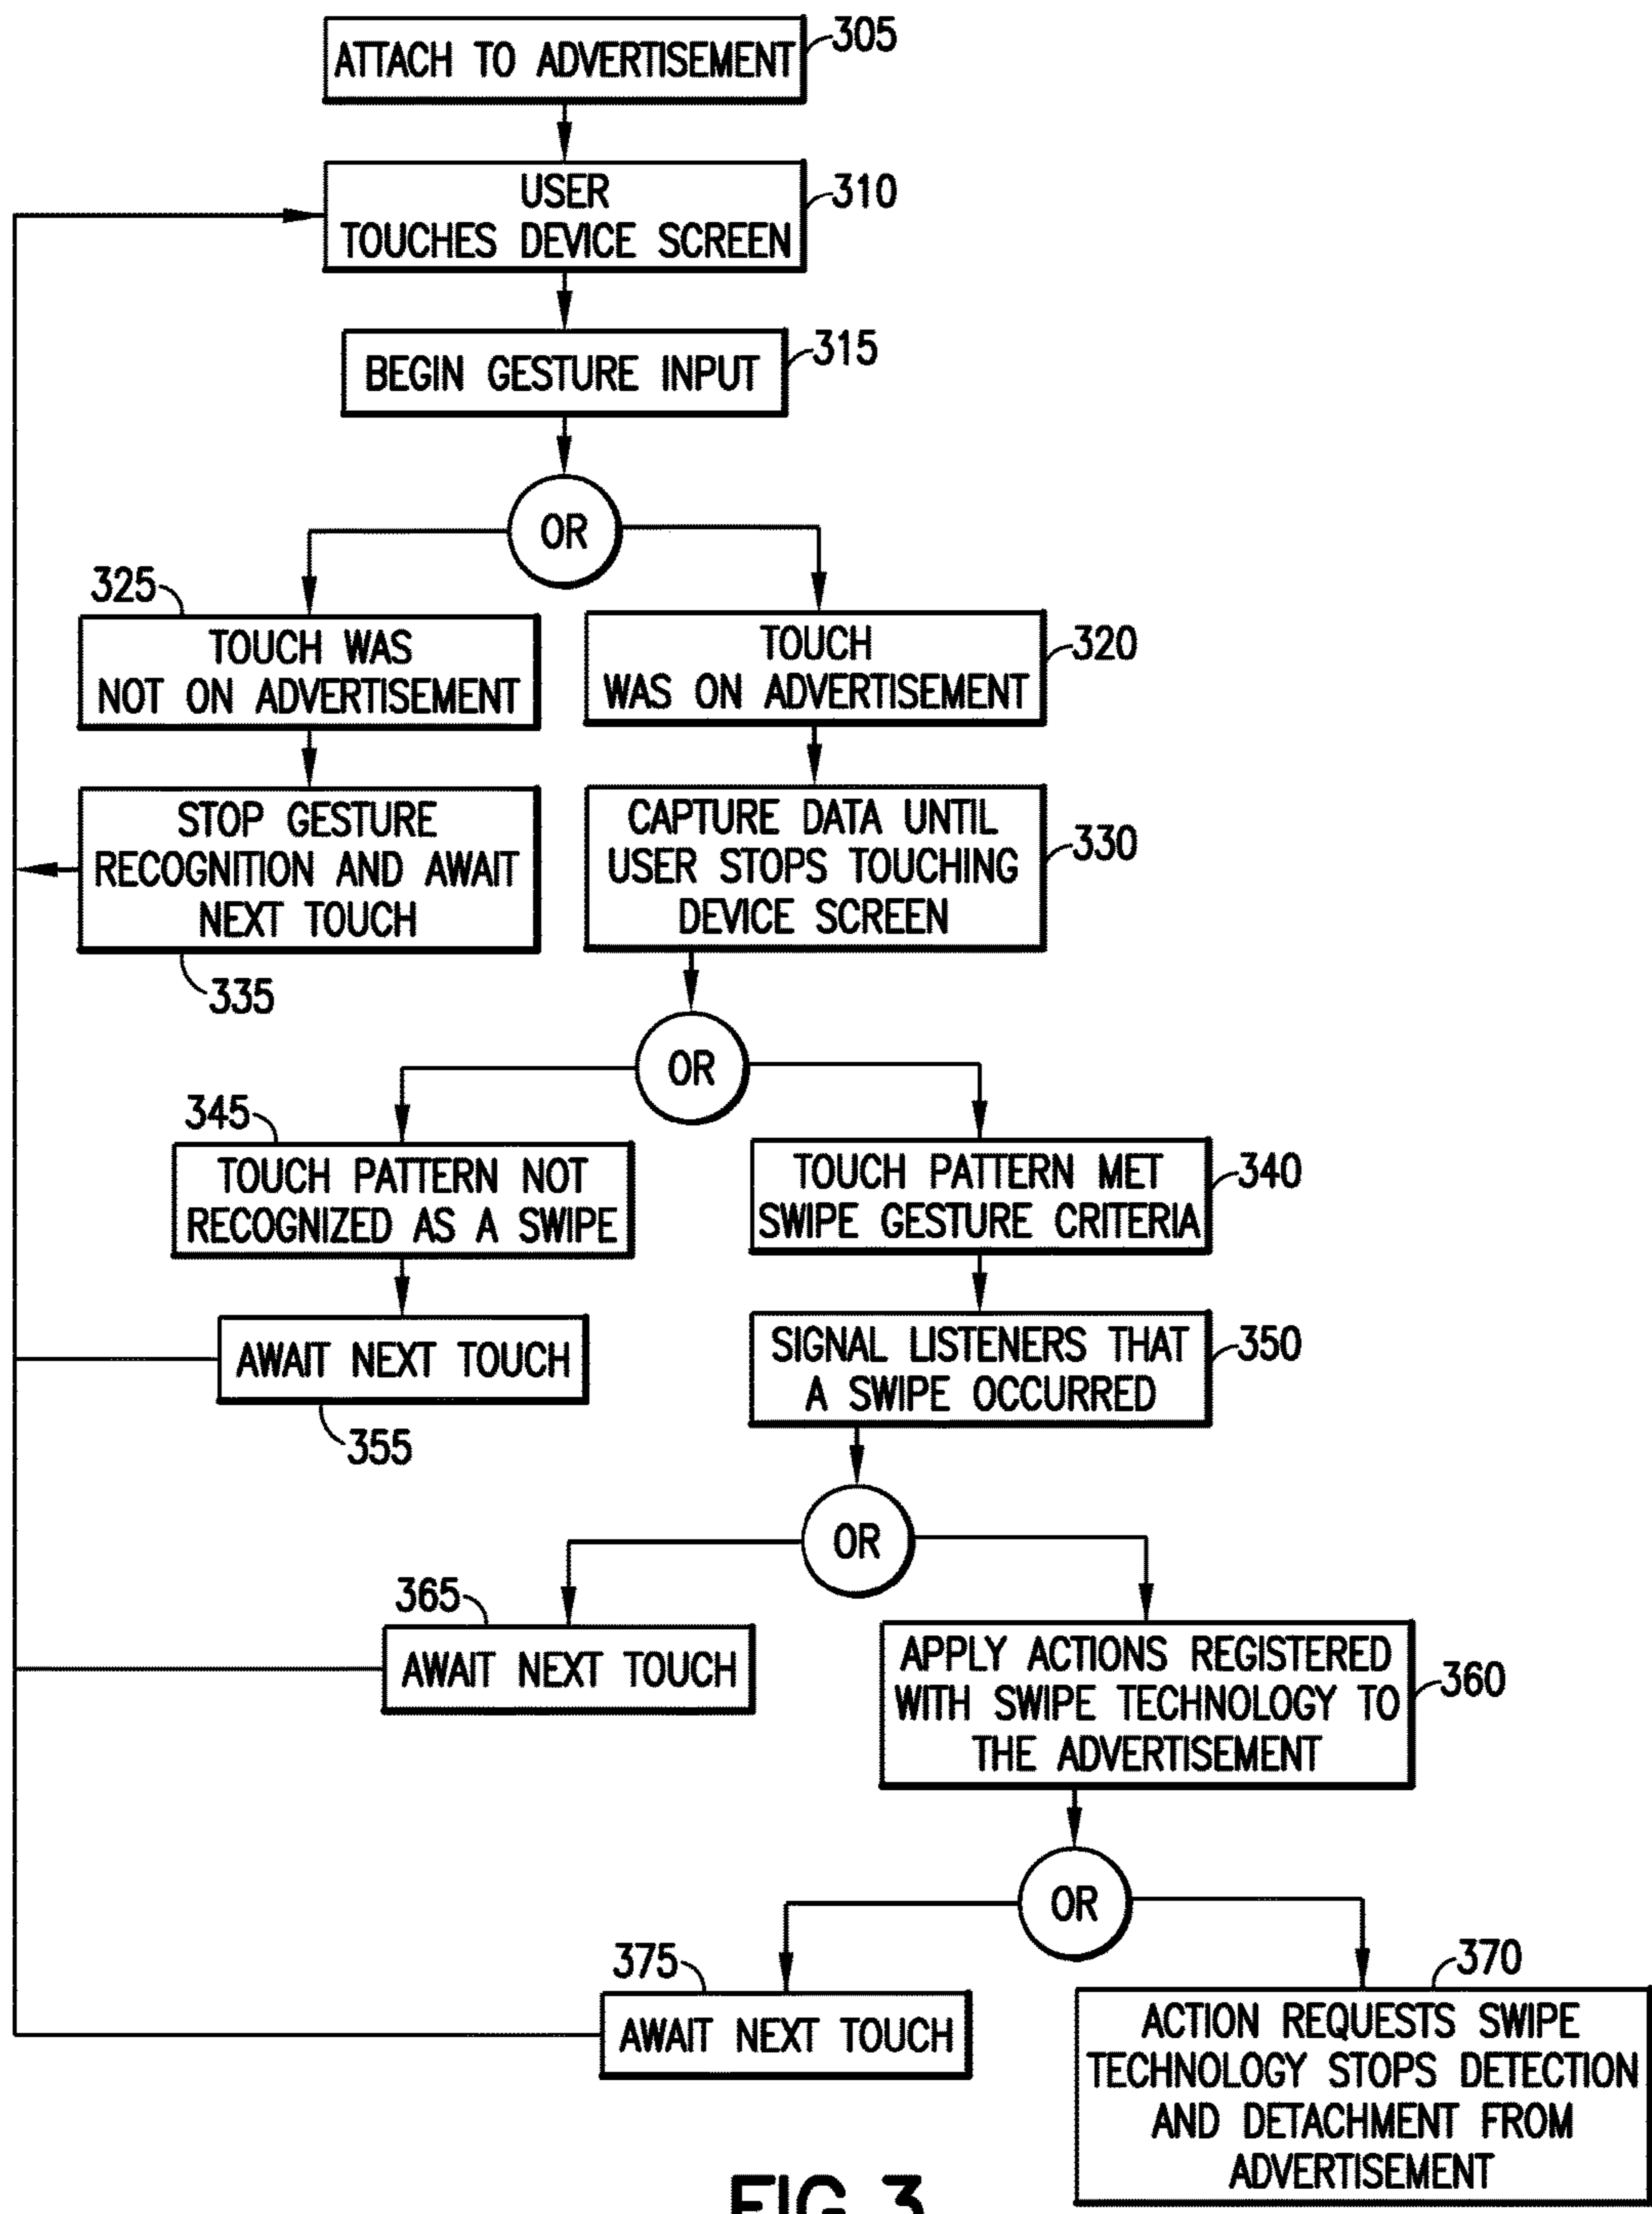 ATTACH TO ADVERTISEMENT
305
USER
TOUCHES DEVICE SCREEN
310
BEGIN GESTURE INPUT
315
OR
325
TOUCH WAS
NOT ON ADVERTISEMENT
TOUCH
WAS ON ADVERTISEMENT
320
STOP GESTURE
RECOGNITION AND AWAIT
NEXT TOUCH
335
CAPTURE DATA UNTIL
USER STOPS TOUCHING
DEVICE SCREEN
330
OR
345
TOUCH PATTERN NOT
RECOGNIZED AS A SWIPE
TOUCH PATTERN MET
SWIPE GESTURE CRITERIA
340
AWAIT NEXT TOUCH
355
SIGNAL LISTENERS THAT
A SWIPE OCCURRED
350
OR
365
AWAIT NEXT TOUCH
APPLY ACTIONS REGISTERED
WITH SWIPE TECHNOLOGY TO
THE ADVERTISEMENT
360
OR
375
AWAIT NEXT TOUCH
370
ACTION REQUESTS SWIPE
TECHNOLOGY STOPS DETECTION
AND DETACHMENT FROM
ADVERTISEMENT
FIG. 3